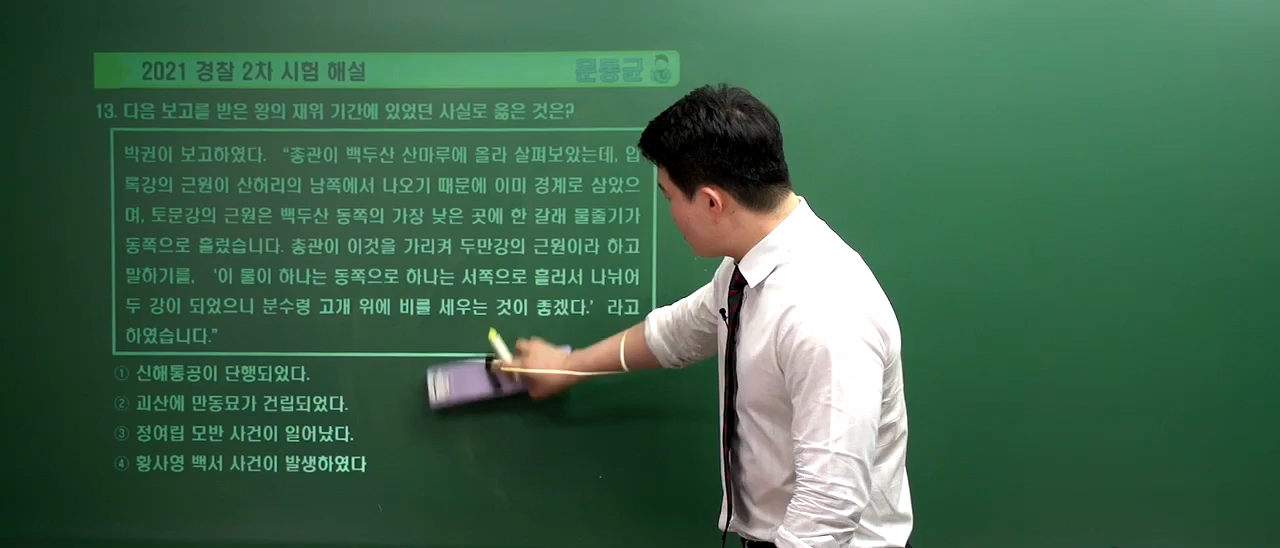 2021 경찰 2차 시험 해설
문동균
13. 다음 보고를 받은 왕의 재위 기간에 있었던 사실로 옳은 것은?
박권이 보고하였다. “총관이 백두산 산마루에 올라 살펴보았는데, 압
록강의 근원이 산허리의 남쪽에서 나오기 때문에 이미 경계로 삼았으
며, 토문강의 근원은 백두산 동쪽의 가장 낮은 곳에 한 갈래 물줄기가
동쪽으로 흘렀습니다. 총관이 이것을 가리켜 두만강의 근원이라 하고
말하기를, ‘이 물이 하나는 동쪽으로 하나는 서쪽으로 흘러서 나뉘어
두 강이 되었으니 분수령 고개 위에 비를 세우는 것이 좋겠다.’ 라고
하였습니다.”
① 신해통공이 단행되었다.
② 괴산에 만동묘가 건립되었다.
③ 정여립 모반 사건이 일어났다.
④ 황사영 백서 사건이 발생하였다